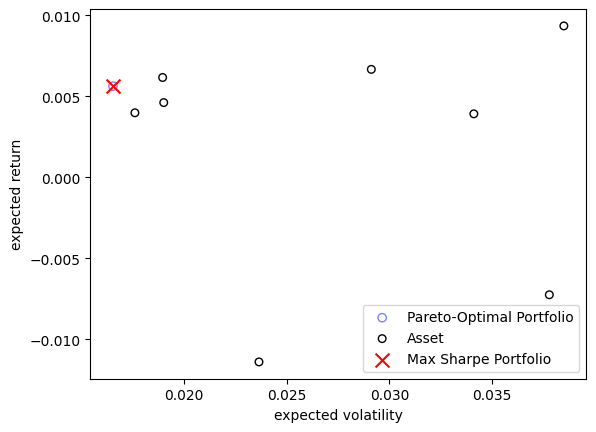 0.010
0.005
0.000
−0.005
−0.010
expected return
Pareto-Optimal Portfolio
Asset
Max Sharpe Portfolio
0.020 0.025 0.030 0.035
expected volatility